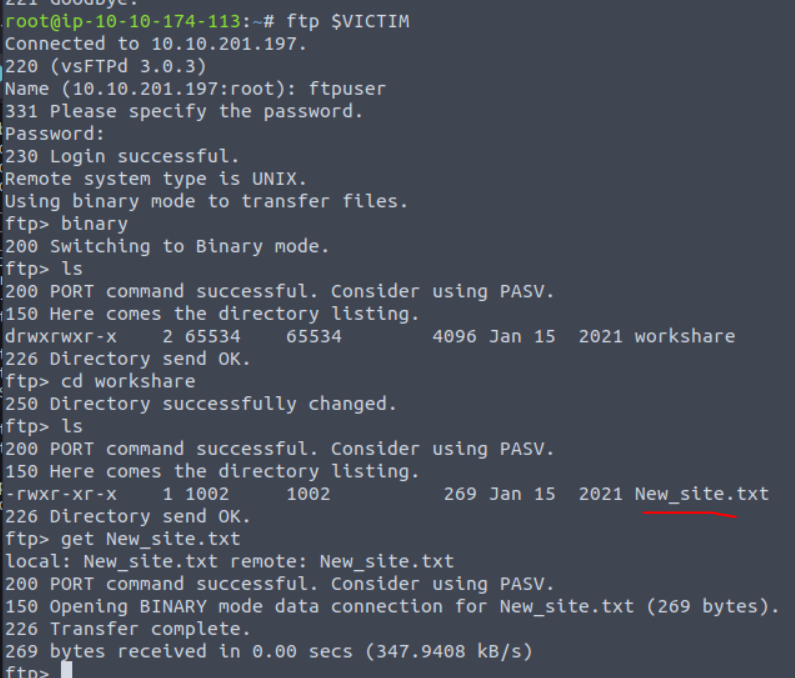 221 Goodbye.
root@ip-10-10-174-113:~# ftp $VICTIM
Connected to 10.10.201.197.
220 (vsFTPd 3.0.3)
Name (10.10.201.197:root): ftpuser
331 Please specify the password.
Password:
230 Login successful.
Remote system type is UNIX.
Using binary mode to transfer files.
ftp> binary
200 Switching to Binary mode.
ftp> ls
200 PORT command successful. Consider using PASV.
150 Here comes the directory listing.
drwxrwxr-x    2 65534    65534        4096 Jan 15  2021 workshare
226 Directory send OK.
ftp> cd workshare
250 Directory successfully changed.
ftp> ls
200 PORT command successful. Consider using PASV.
150 Here comes the directory listing.
-rwxr-xr-x    1 1002     1002          269 Jan 15  2021 New_site.txt
226 Directory send OK.
ftp> get New_site.txt
local: New_site.txt remote: New_site.txt
200 PORT command successful. Consider using PASV.
150 Opening BINARY mode data connection for New_site.txt (269 bytes).
226 Transfer complete.
269 bytes received in 0.00 secs (347.9408 kB/s)
ftp>